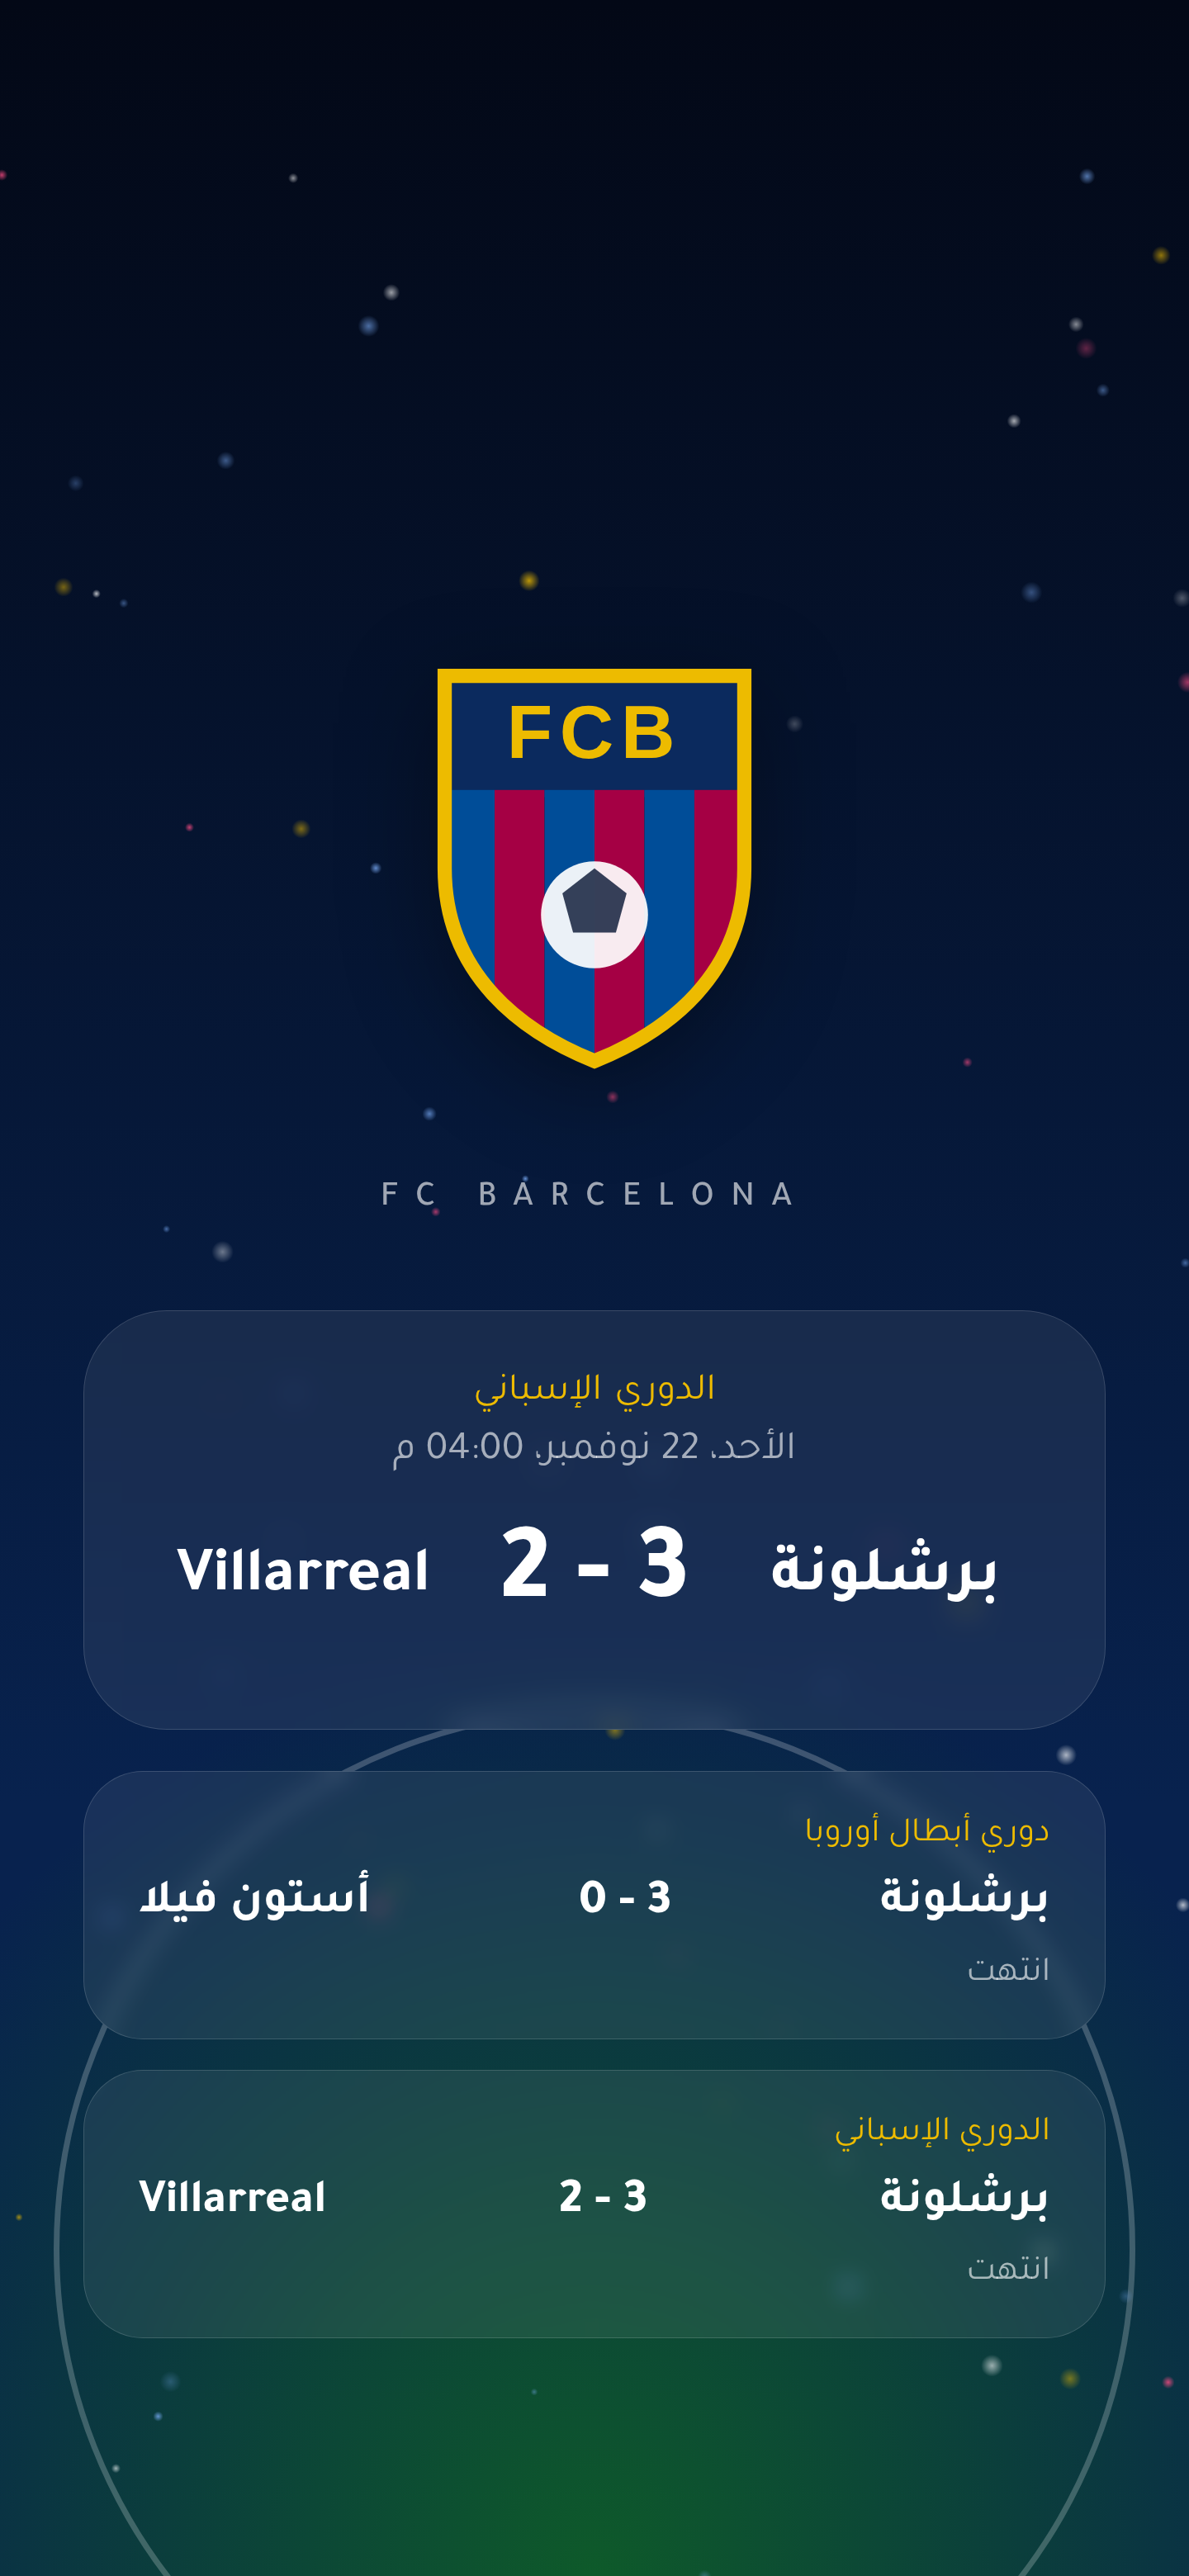 FCB
FC BARCELONA
الدوري الإسباني
الأحد، 22 نوفمبر، 04:00 م
برشلونة 3 - 2 Villarreal
دوري أبطال أوروبا
برشلونة 3 - 0 أستون فيلا
انتهت
الدوري الإسباني
برشلونة 3 - 2 Villarreal
انتهت